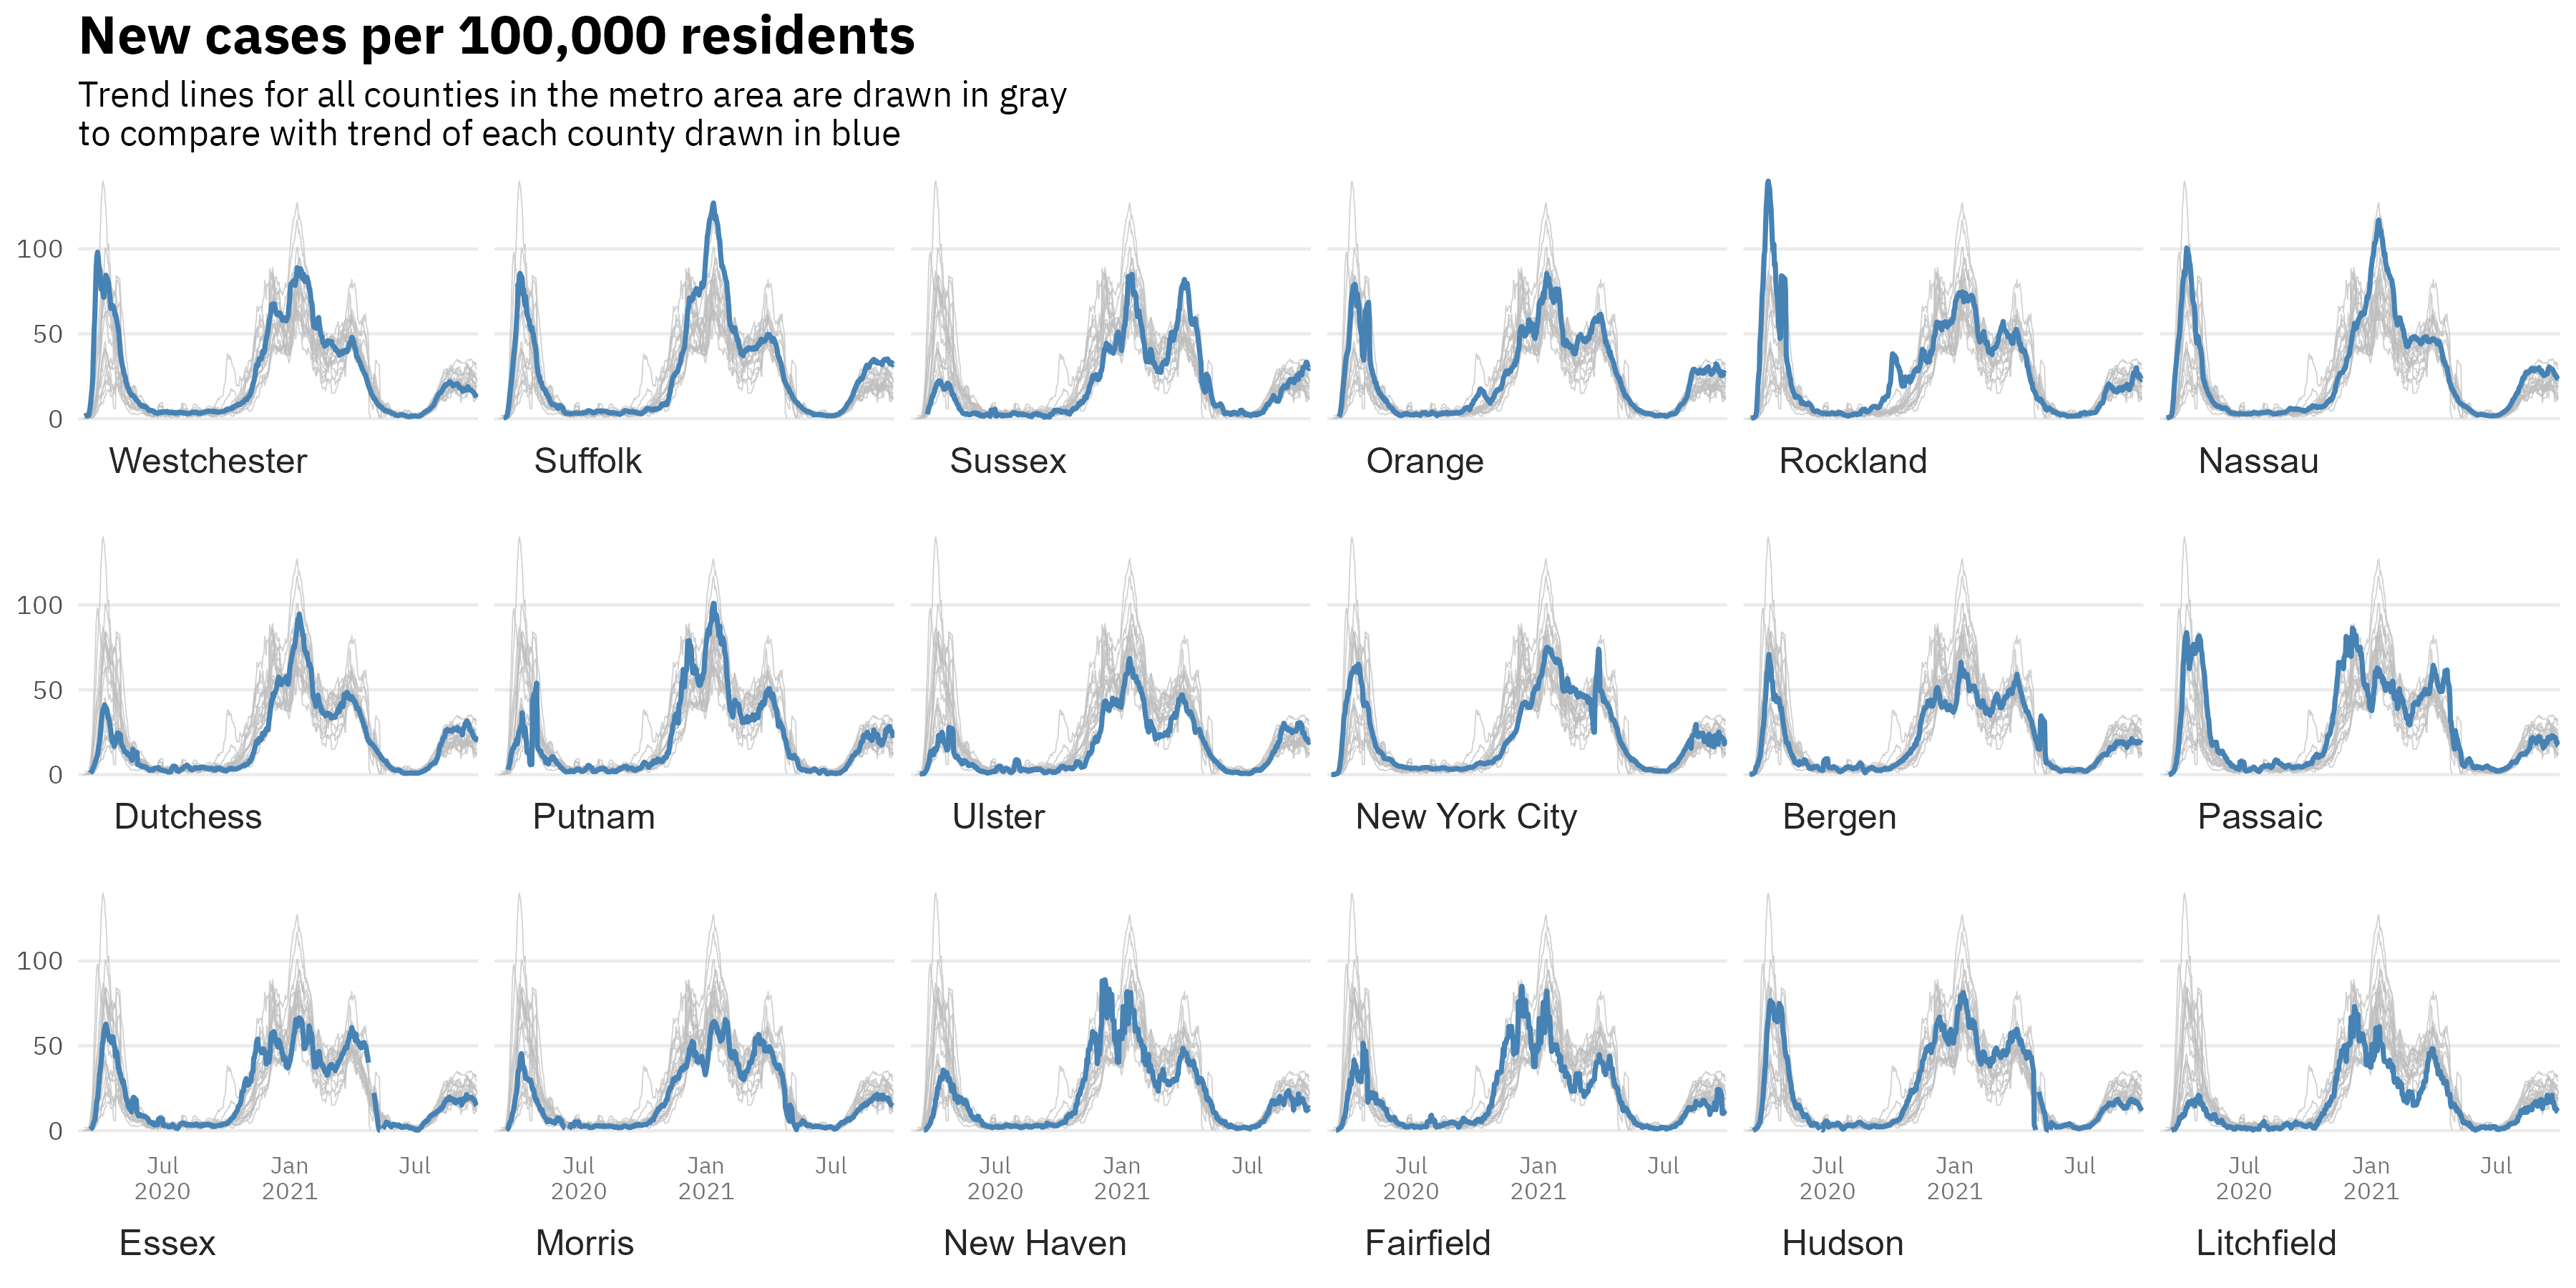 New cases per 100,000 residents
Trend lines for all counties in the metro area are drawn in gray
to compare with trend of each county drawn in blue
100
50
0
Westchester Suffolk Sussex Orange Rockland Nassau
100
50
0
Dutchess Putnam Ulster New York City Bergen Passaic
100
50
0
Jul Jan Jul Jul Jan Jul Jul Jan Jul Jul Jan Jul Jul Jan Jul Jul Jan Jul
2020 2021 2020 2021 2020 2021 2020 2021 2020 2021 2020 2021
Essex Morris New Haven Fairfield Hudson Litchfield